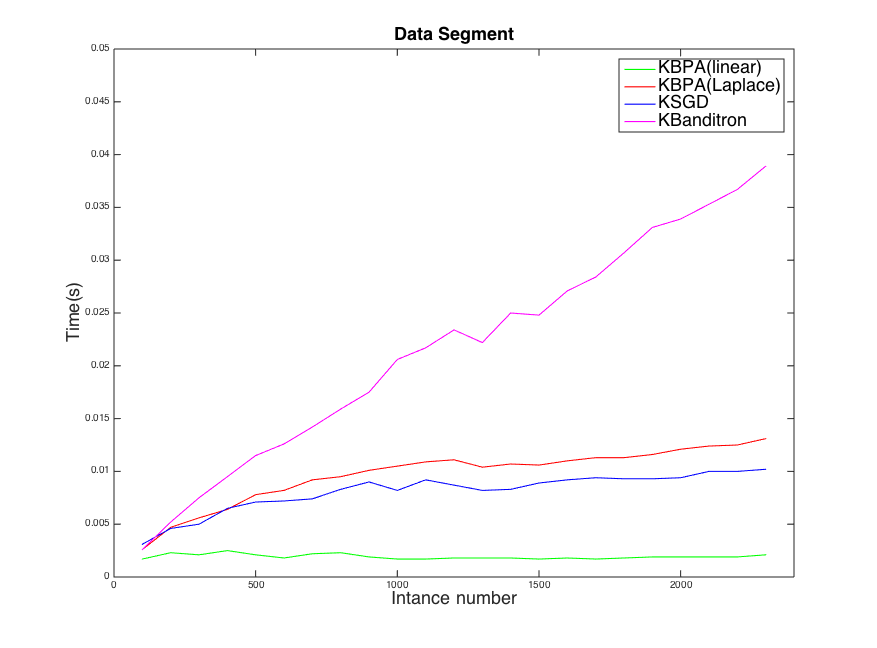 Data Segment
KBPA(linear)
KBPA(Laplace)
KSGD
KBanditron
Time(s)
0.05
0.045
0.04
0.035
0.03
0.025
0.02
0.015
0.01
0.005
0
0 500 1000 1500 2000
Intance number